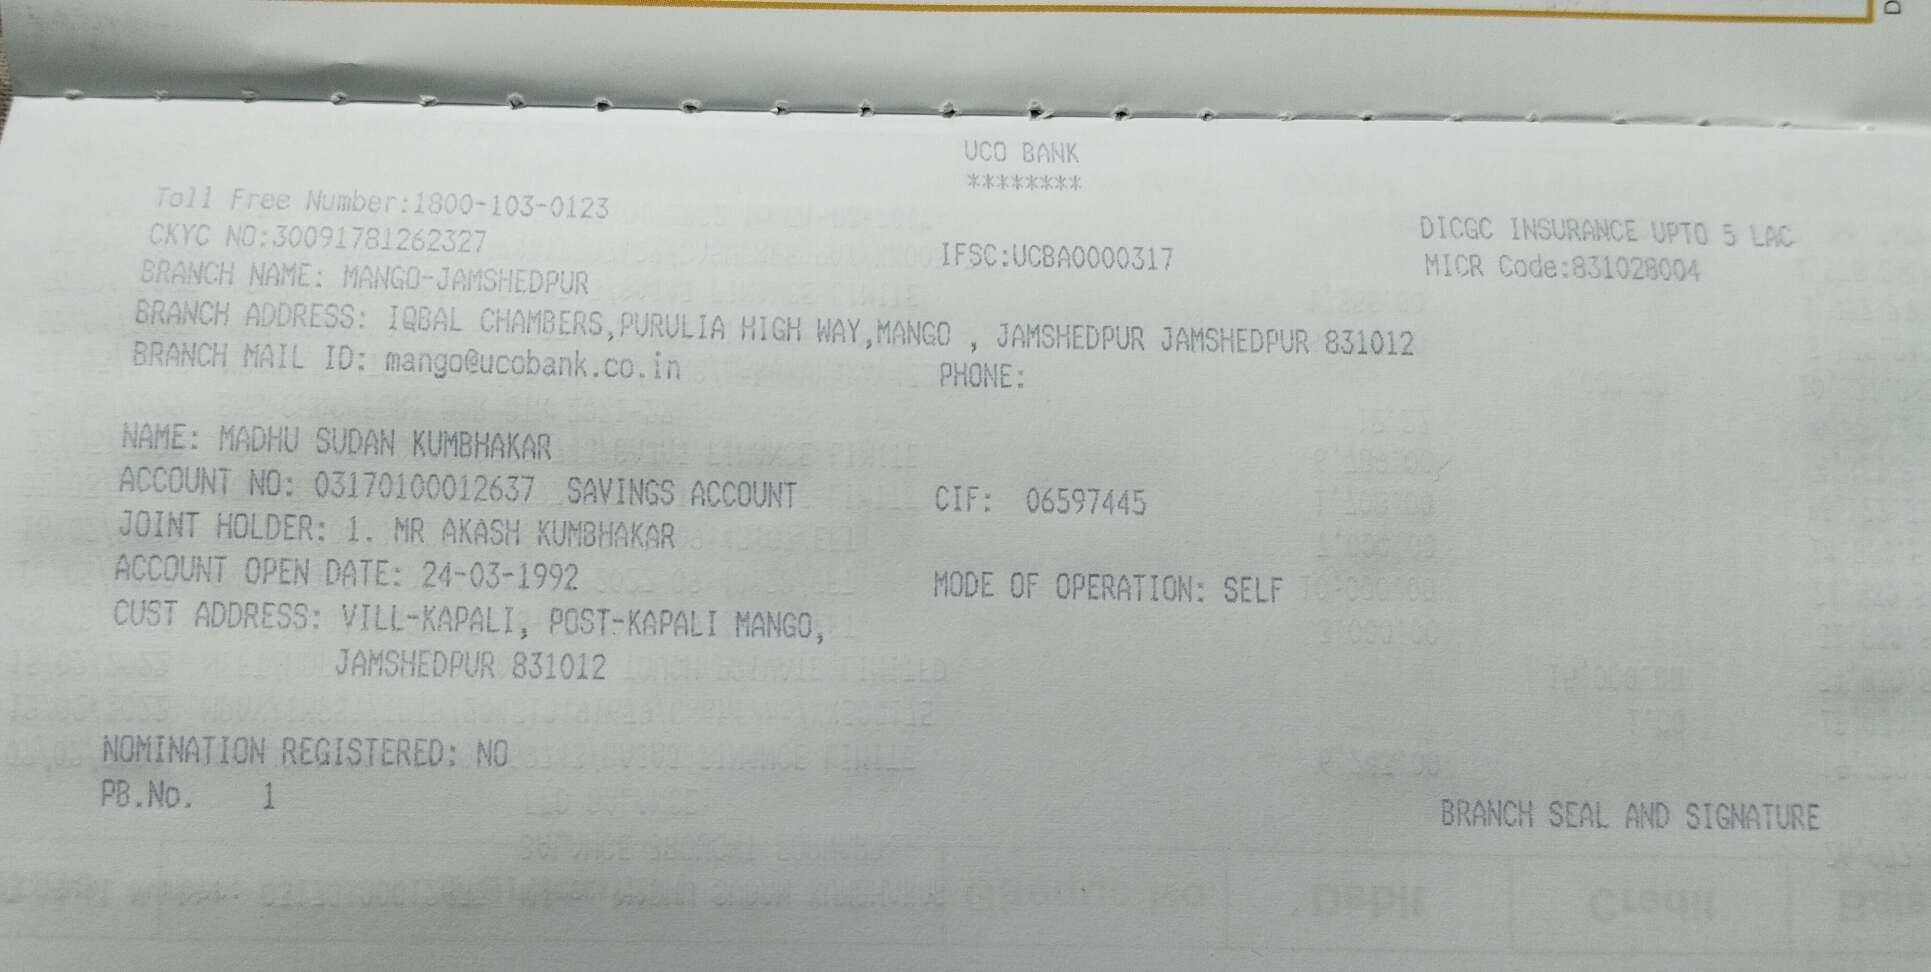 UCO BANK
********
Toll Free Number:1800-103-0123
DICGC INSURANCE UPTO 5 LAC
CKYC NO:30091781262327
IFSC:UCBA0000317
MICR Code:831028004
BRANCH NAME: MANGO-JAMSHEDPUR
BRANCH ADDRESS: IQBAL CHAMBERS,PURULIA HIGH WAY,MANGO , JAMSHEDPUR JAMSHEDPUR 831012
BRANCH MAIL ID: mango@ucobank.co.in
PHONE:
NAME: MADHU SUDAN KUMBHAKAR
ACCOUNT NO: 03170100012637 SAVINGS ACCOUNT
CIF: 06597445
JOINT HOLDER: 1. MR AKASH KUMBHAKAR
ACCOUNT OPEN DATE: 24-03-1992
MODE OF OPERATION: SELF
CUST ADDRESS: VILL-KAPALI, POST-KAPALI MANGO,
JAMSHEDPUR 831012
NOMINATION REGISTERED: NO
PB.No. 1
BRANCH SEAL AND SIGNATURE
Debit
Credit